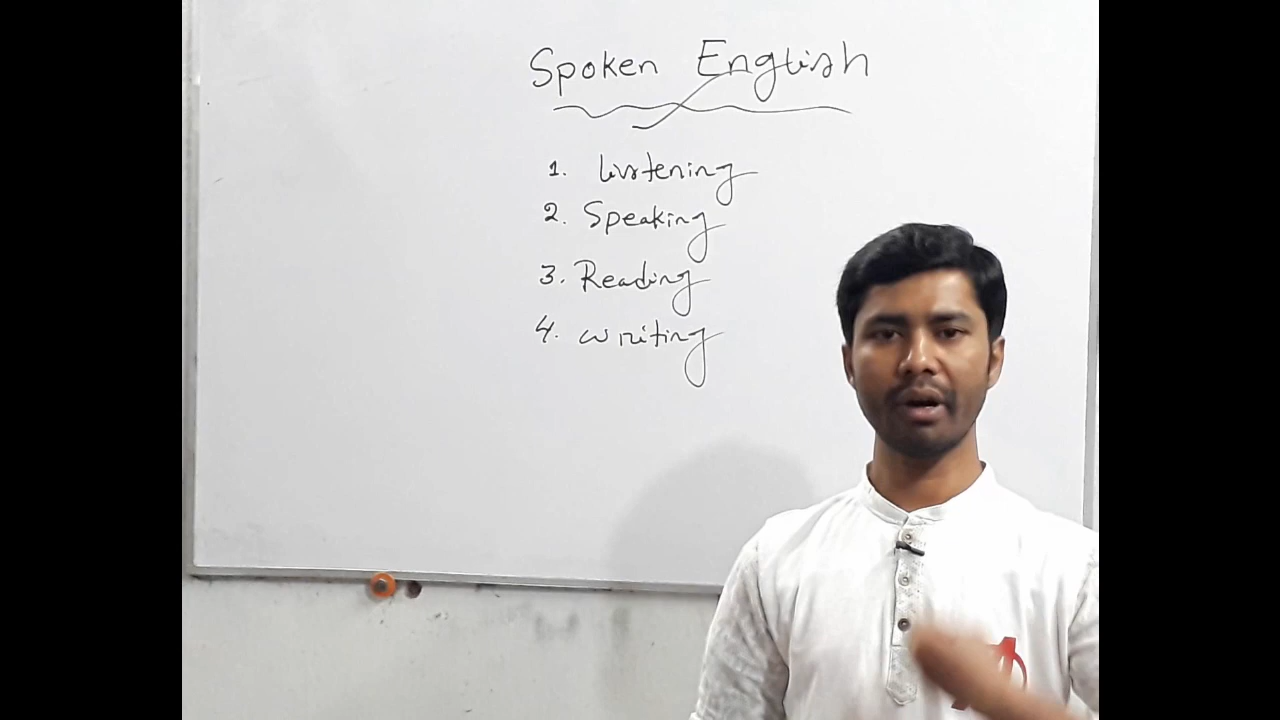 Spoken English
1. Listening
2. Speaking
3. Reading
4. Writing